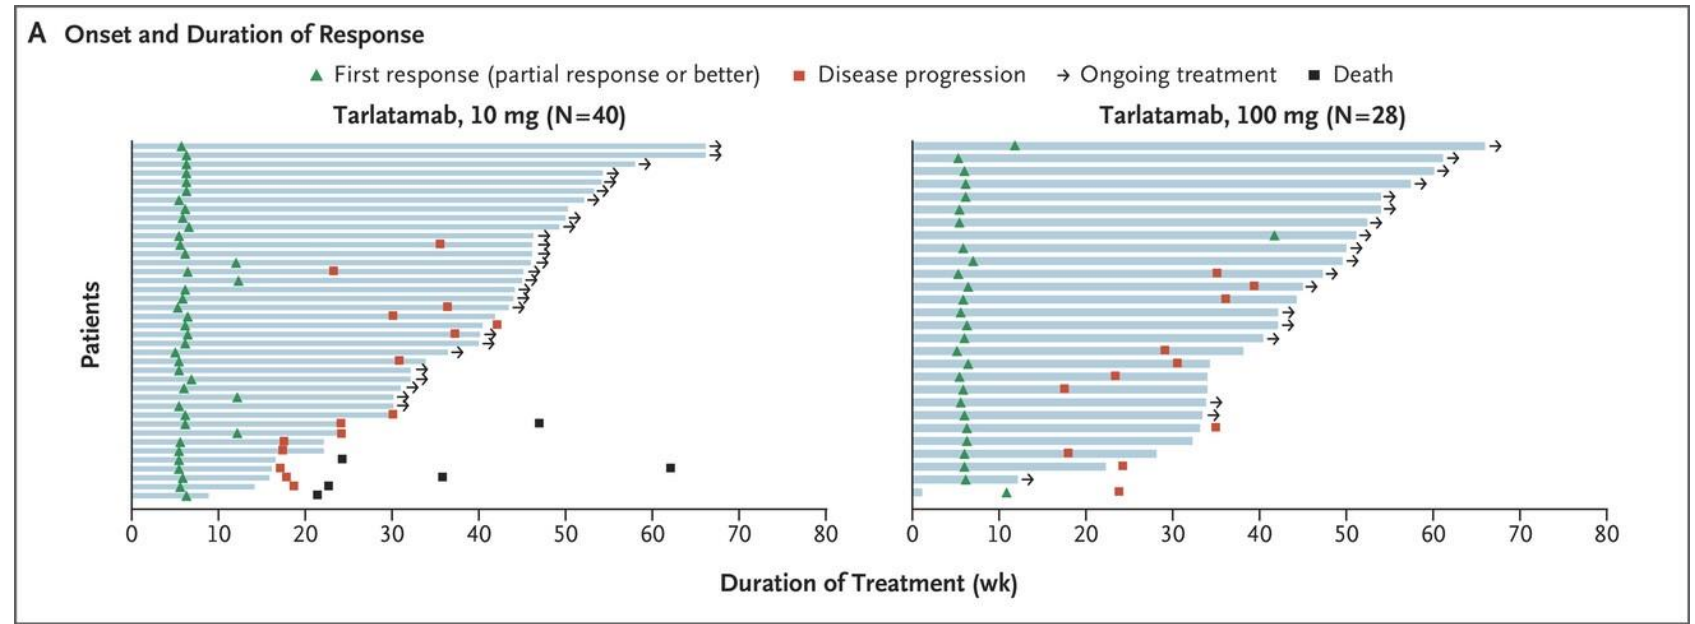 A Onset and Duration of Response
First response (partial response or better) Disease progression Ongoing treatment Death
Tarlatamab, 10 mg (N=40)
Tarlatamab, 100 mg (N=28)
Patients
0 10 20 30 40 50 60 70 80
0 10 20 30 40 50 60 70 80
Duration of Treatment (wk)